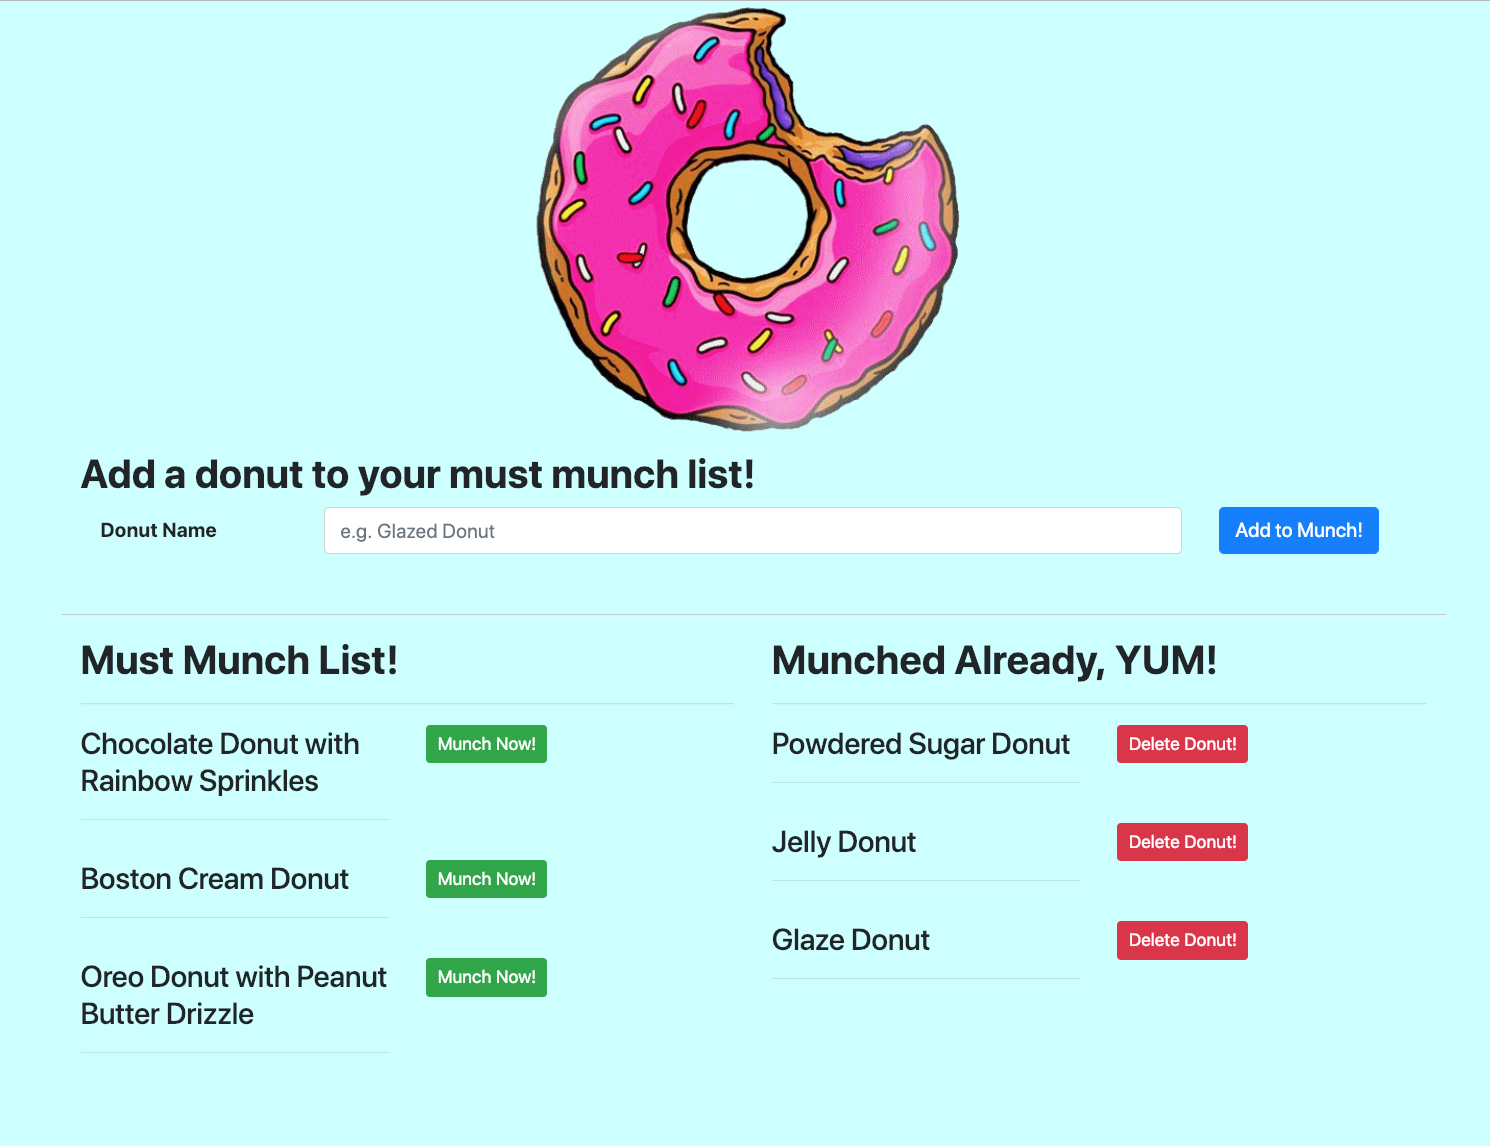 Add a donut to your must munch list!
Donut Name
e.g. Glazed Donut
Add to Munch!
Must Munch List!
Chocolate Donut with
Rainbow Sprinkles
Munch Now!
Boston Cream Donut
Munch Now!
Oreo Donut with Peanut
Butter Drizzle
Munch Now!
Munched Already, YUM!
Powdered Sugar Donut
Delete Donut!
Jelly Donut
Delete Donut!
Glaze Donut
Delete Donut!